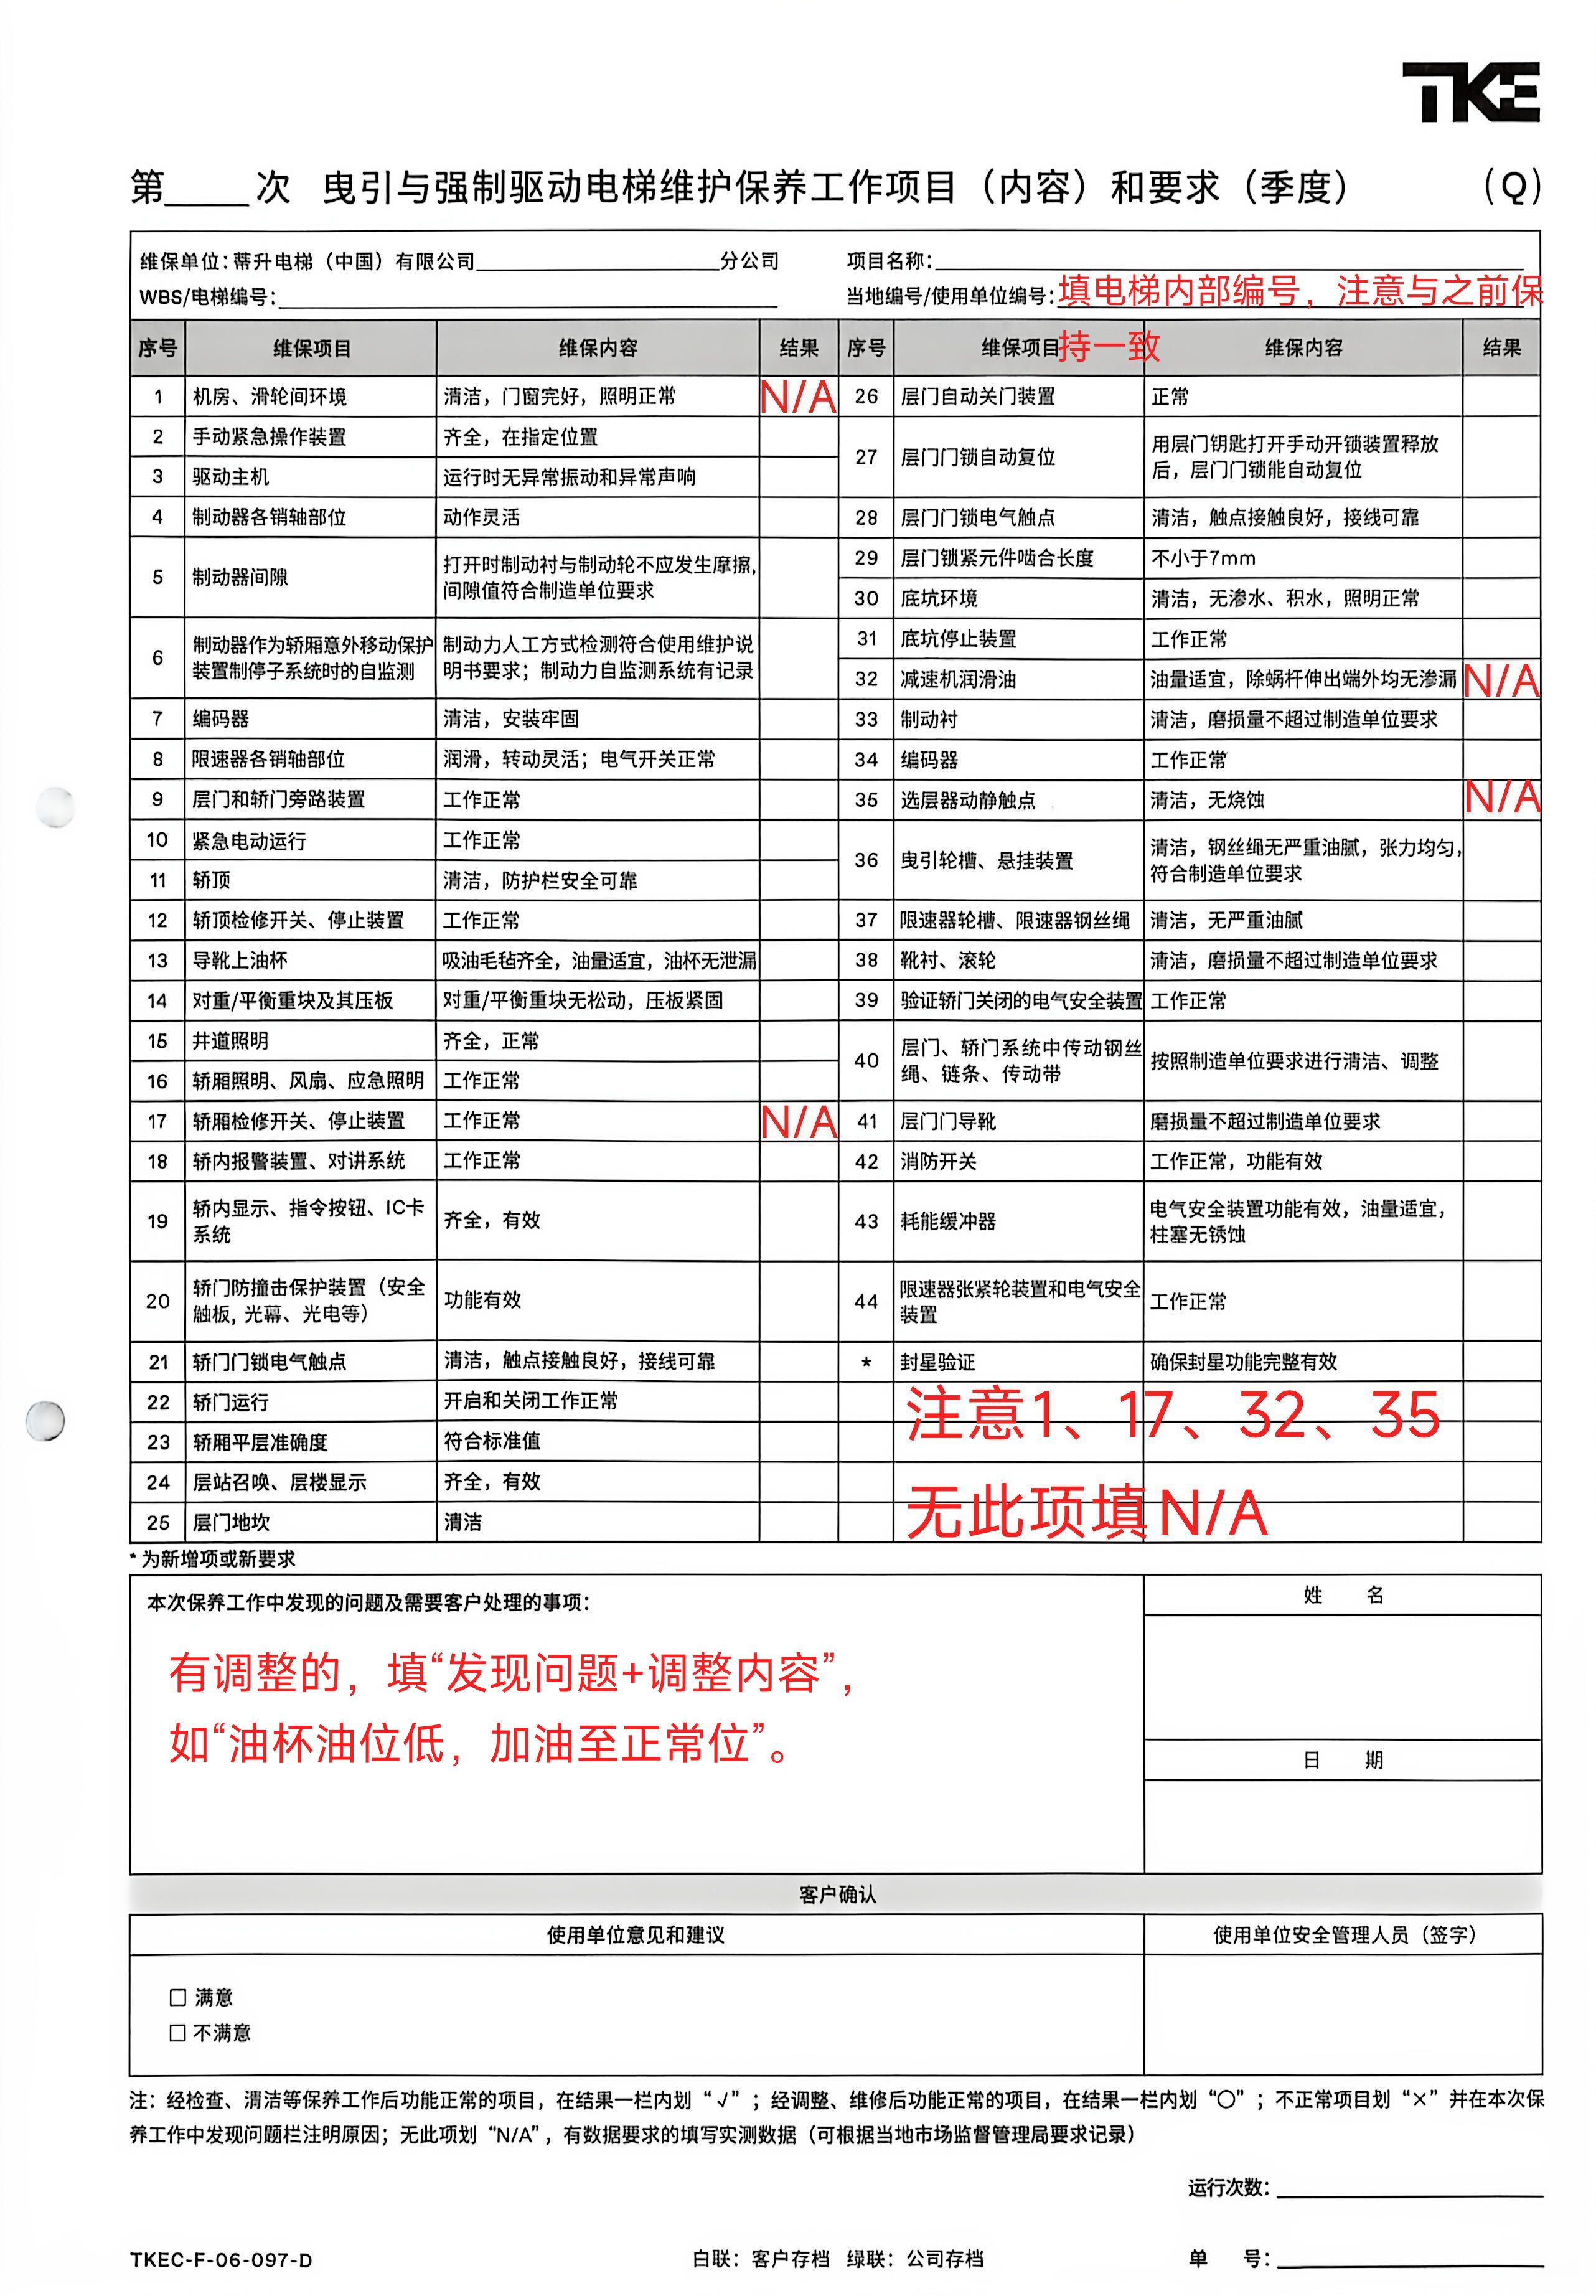 TKE
第____次 曳引与强制驱动电梯维护保养工作项目（内容）和要求（季度） （Q）
维保单位：蒂升电梯（中国）有限公司____________分公司 项目名称：____________
WBS/电梯编号：____________ 当地编号/使用单位编号：填电梯内部编号，注意与之前保
持一致
序号 维保项目 维保内容 结果 序号 维保项目 维保内容 结果
1 机房、滑轮间环境 清洁，门窗完好，照明正常 N/A
2 手动紧急操作装置 齐全，在指定位置
3 驱动主机 运行时无异常振动和异常声响
4 制动器各销轴部位 动作灵活
5 制动器间隙 打开时制动衬与制动轮不应发生摩擦，
间隙值符合制造单位要求
6 制动器作为轿厢意外移动保护 制动力人工方式检测符合使用维护说
装置制停子系统时的自监测 明书要求；制动力自监测系统有记录
7 编码器 清洁，安装牢固
8 限速器各销轴部位 润滑，转动灵活；电气开关正常
9 层门和轿门旁路装置 工作正常
10 紧急电动运行 工作正常
11 轿顶 清洁，防护栏安全可靠
12 轿顶检修开关、停止装置 工作正常
13 导靴上油杯 吸油毛毡齐全，油量适宜，油杯无泄漏
14 对重/平衡重块及其压板 对重/平衡重块无松动，压板紧固
15 井道照明 齐全，正常
16 轿厢照明、风扇、应急照明 工作正常
17 轿厢检修开关、停止装置 工作正常 N/A
18 轿内报警装置、对讲系统 工作正常
19 轿内显示、指令按钮、IC卡 齐全，有效
系统
20 轿门防撞击保护装置（安全 功能有效
触板，光幕、光电等）
21 轿门门锁电气触点 清洁，触点接触良好，接线可靠
22 轿门运行 开启和关闭工作正常
23 轿厢平层准确度 符合标准值
24 层站召唤、层楼显示 齐全，有效
25 层门地坎 清洁
26 层门自动关门装置 正常
27 层门门锁自动复位 用层门钥匙打开手动开锁装置释放
后，层门门锁能自动复位
28 层门门锁电气触点 清洁，触点接触良好，接线可靠
29 层门锁紧元件啮合长度 不小于7mm
30 底坑环境 清洁，无渗水、积水，照明正常
31 底坑停止装置 工作正常
32 减速机润滑油 油量适宜，除蜗杆伸出端外均无渗漏 N/A
33 制动衬 清洁，磨损量不超过制造单位要求
34 编码器 工作正常
35 选层器动静触点 清洁，无烧蚀 N/A
36 曳引轮槽、悬挂装置 清洁，钢丝绳无严重油腻，张力均匀，
符合制造单位要求
37 限速器轮槽、限速器钢丝绳 清洁，无严重油腻
38 靴衬、滚轮 清洁，磨损量不超过制造单位要求
39 验证轿门关闭的电气安全装置 工作正常
40 层门、轿门系统中传动钢丝 按照制造单位要求进行清洁、调整
绳、链条、传动带
41 层门门导靴 磨损量不超过制造单位要求
42 消防开关 工作正常，功能有效
43 耗能缓冲器 电气安全装置功能有效，油量适宜，
柱塞无锈蚀
44 限速器张紧轮装置和电气安全 工作正常
装置
* 封星验证 确保封星功能完整有效
注意1、17、32、35
无此项填N/A
* 为新增项或新要求
本次保养工作中发现的问题及需要客户处理的事项：
有调整的，填“发现问题+调整内容”，
如“油杯油位低，加油至正常位”。
姓 名
日 期
客户确认
使用单位意见和建议 使用单位安全管理人员（签字）
□ 满意
□ 不满意
注：经检查、清洁等保养工作后功能正常的项目，在结果一栏内划“√”；经调整、维修后功能正常的项目，在结果一栏内划“○”；不正常项目划“×”并在本次保
养工作中发现问题栏注明原因；无此项划“N/A”，有数据要求的填写实测数据（可根据当地市场监督管理局要求记录）
运行次数：____________
TKEC-F-06-097-D 白联：客户存档 绿联：公司存档 单 号：____________